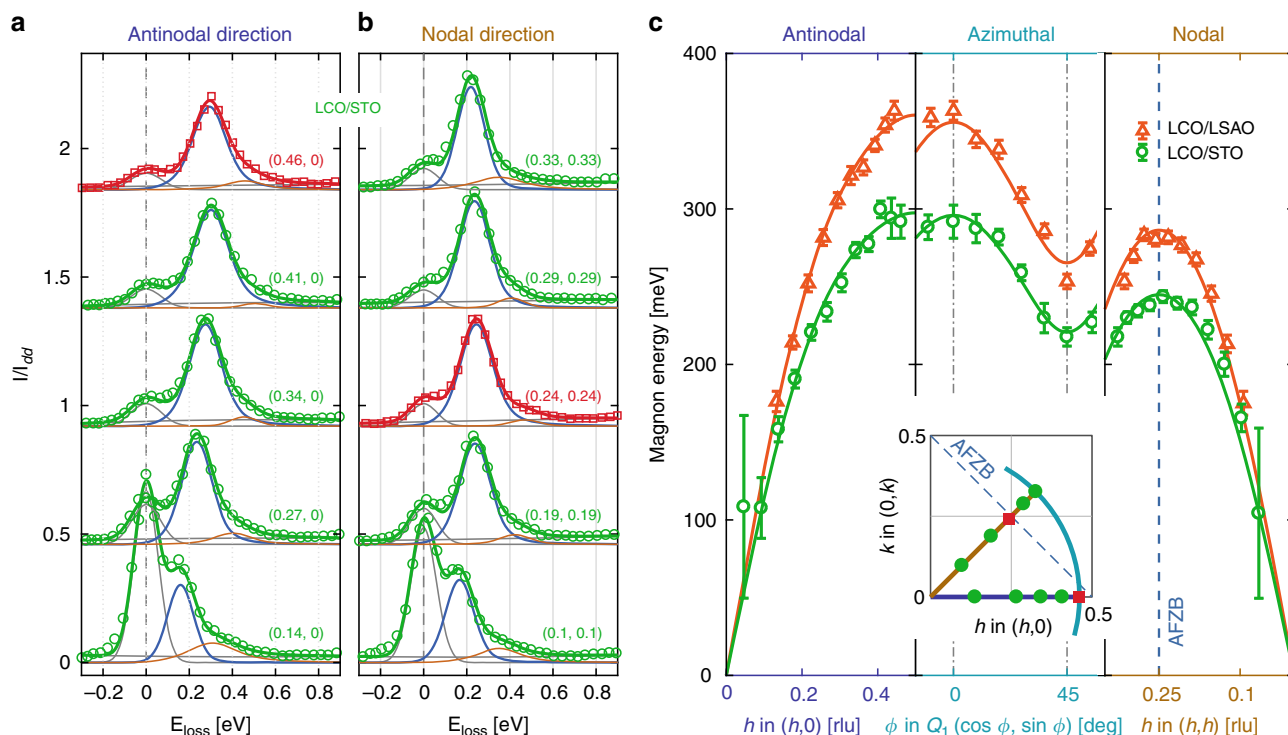 a
Antinodal direction
b
Nodal direction
c
Antinodal
Azimuthal
Nodal
I/I_dd
2
1.5
1
0.5
0
(0.46, 0)
(0.41, 0)
(0.34, 0)
(0.27, 0)
(0.14, 0)
−0.2 0 0.2 0.4 0.6 0.8
E_loss [eV]
LCO/STO
(0.33, 0.33)
(0.29, 0.29)
(0.24, 0.24)
(0.19, 0.19)
(0.1, 0.1)
−0.2 0 0.2 0.4 0.6 0.8
E_loss [eV]
Magnon energy [meV]
400
300
200
100
0
LCO/LSAO
LCO/STO
0.5
AFZB
k in (0,k)
0
0.5
h in (h,0)
AFZB
0 0.2 0.4
0 45
0.25 0.1
h in (h,0) [rlu]
ϕ in Q₁ (cos ϕ, sin ϕ) [deg]
h in (h,h) [rlu]